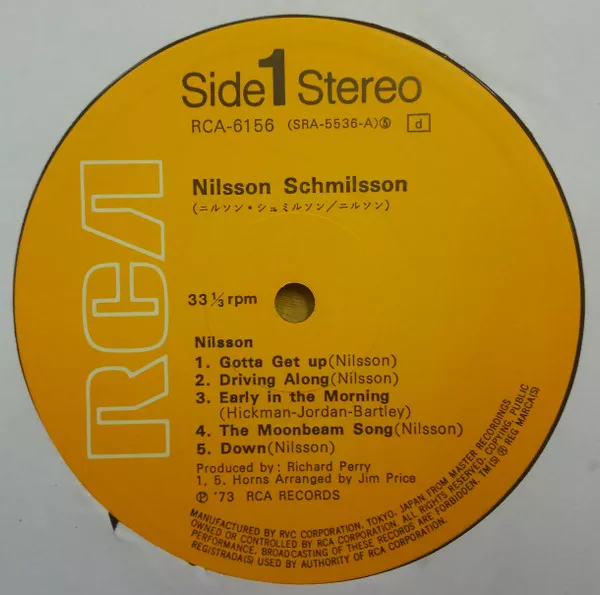 Side 1 Stereo
RCA-6156 (SRA-5536-A)⑤ d
Nilsson Schmilsson
(ニルソン・シュミルソン/ニルソン)
RCA
33⅓ rpm
Nilsson
1. Gotta Get up(Nilsson)
2. Driving Along(Nilsson)
3. Early in the Morning
(Hickman-Jordan-Bartley)
4. The Moonbeam Song(Nilsson)
5. Down(Nilsson)
Produced by: Richard Perry
1, 5. Horns Arranged by Jim Price
Ⓟ '73 RCA RECORDS
MANUFACTURED BY RVC CORPORATION, TOKYO, JAPAN FROM MASTER RECORDINGS
OWNED OR CONTROLLED BY RCA CORPORATION. ALL RIGHTS RESERVED. COPYING, PUBLIC
PERFORMANCE, BROADCASTING OF THESE RECORDS ARE FORBIDDEN. TM(S) ® REG MARCA(S)
REGISTRADA(S) USED BY AUTHORITY OF RCA CORPORATION.